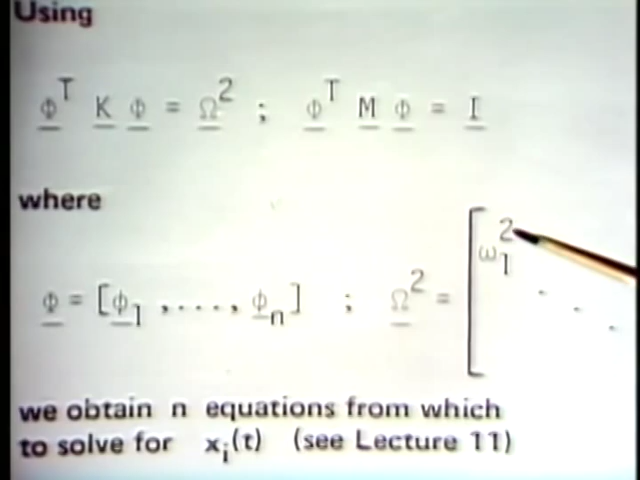 Using
Φ^T K Φ = Ω^2 ; Φ^T M Φ = I
where
Φ = [ϕ_1 , . . . , ϕ_n] ; Ω^2 = [ω_1^2 . . .
we obtain n equations from which
to solve for x_i(t) (see Lecture 11)